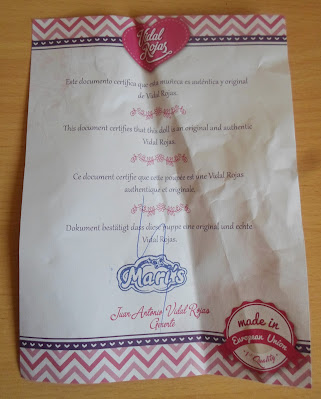 Vidal
Rojas
Este documento certifica que esta muñeca es auténtica y original
de Vidal Rojas.
This document certifies that this doll is an original and authentic
Vidal Rojas.
Ce document certifie que cette poupée est une Vidal Rojas
authentique et originale.
Dokument bestätigt dass diese puppe eine original und echte
Vidal Rojas.
Mari's
Juan Antonio Vidal Rojas
Gerente
made in
European Union
"1ª Quality"